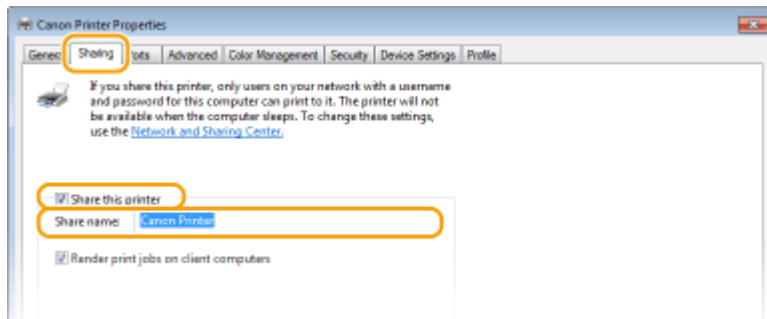 Canon Printer Properties
General Sharing Ports Advanced Color Management Security Device Settings Profile
If you share this printer, only users on your network with a username
and password for this computer can print to it. The printer will not
be available when the computer sleeps. To change these settings,
use the Network and Sharing Center.
Share this printer
Share name: Canon Printer
Render print jobs on client computers